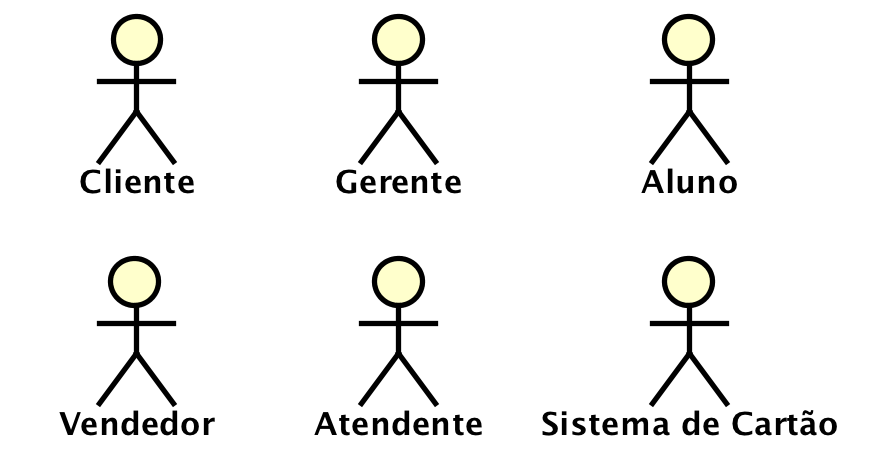 Cliente
Gerente
Aluno
Vendedor
Atendente
Sistema de Cartão